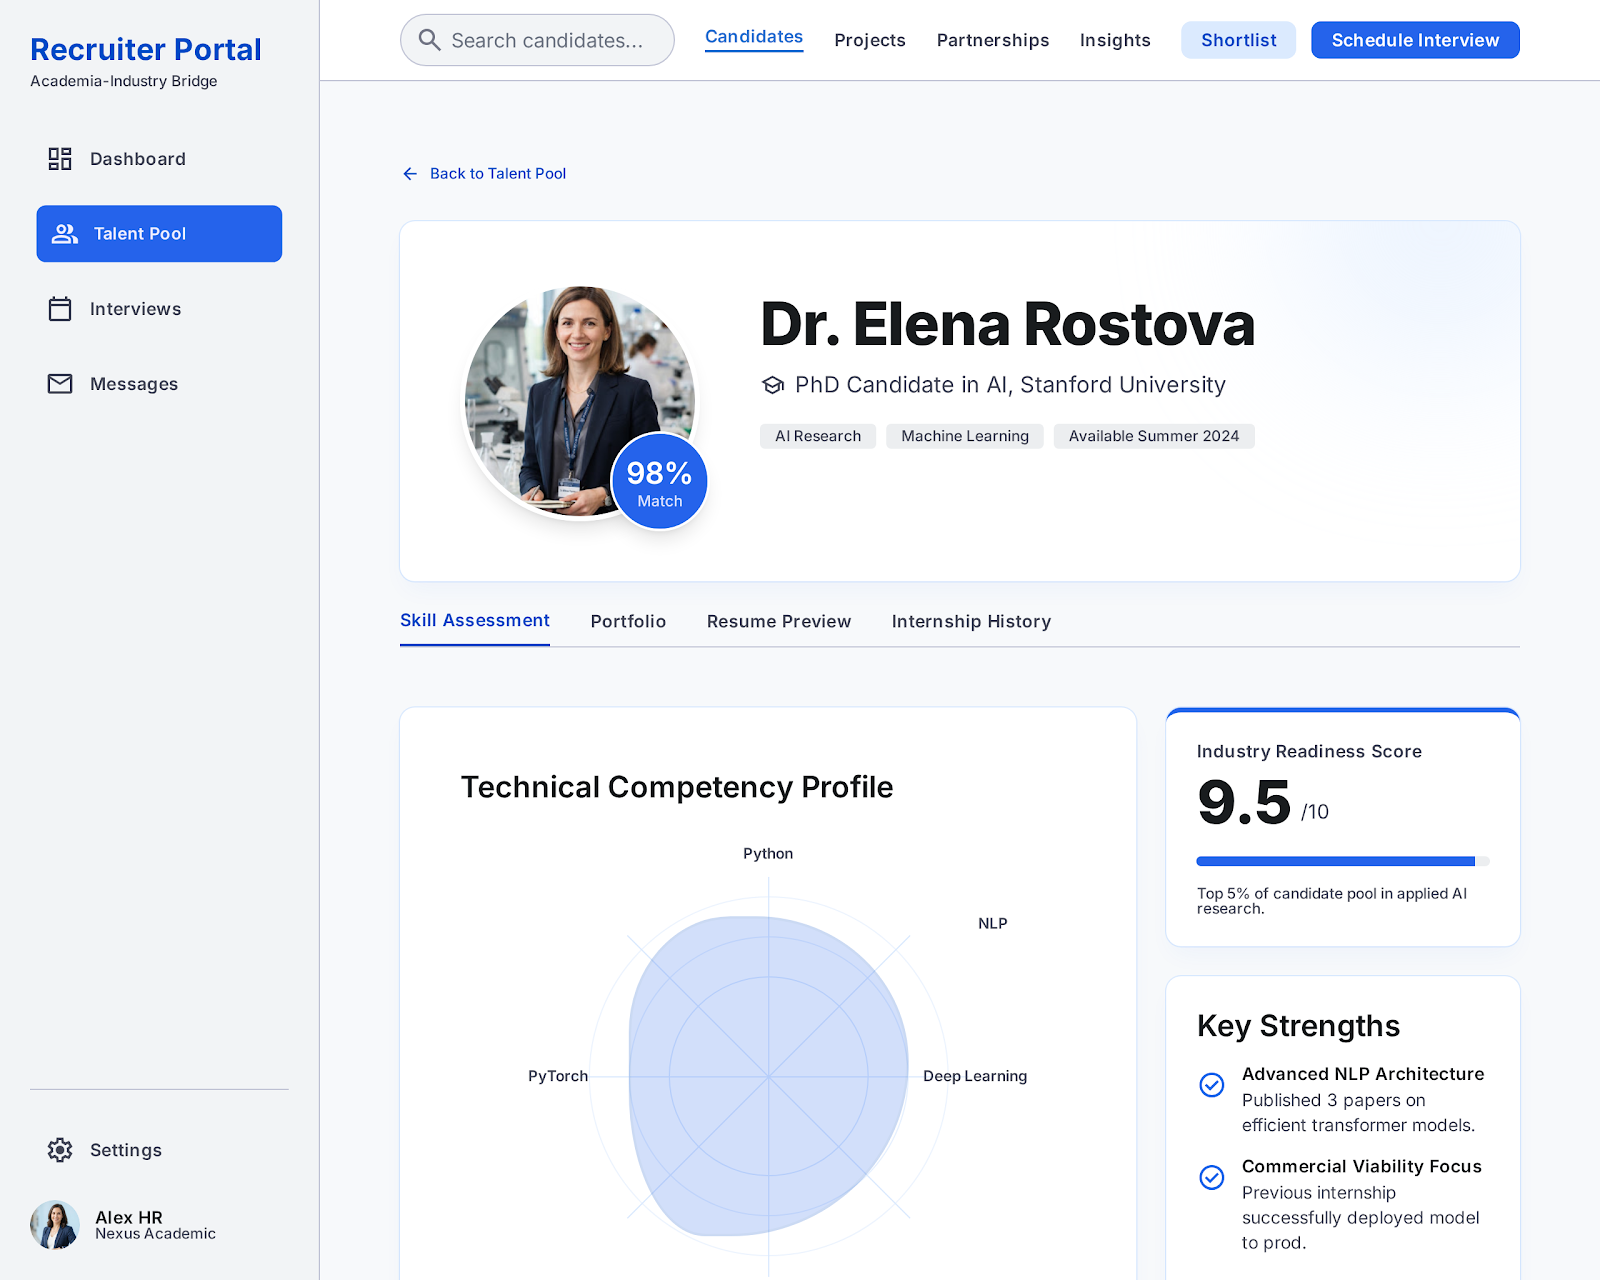 Recruiter Portal
Academia-Industry Bridge
Dashboard
Talent Pool
Interviews
Messages
Settings
Alex HR
Nexus Academic
Search candidates...
Candidates
Projects
Partnerships
Insights
Shortlist
Schedule Interview
Back to Talent Pool
98%
Match
Dr. Elena Rostova
PhD Candidate in AI, Stanford University
AI Research
Machine Learning
Available Summer 2024
Skill Assessment
Portfolio
Resume Preview
Internship History
Technical Competency Profile
Python
NLP
PyTorch
Deep Learning
Industry Readiness Score
9.5 /10
Top 5% of candidate pool in applied AI
research.
Key Strengths
Advanced NLP Architecture
Published 3 papers on
efficient transformer models.
Commercial Viability Focus
Previous internship
successfully deployed model
to prod.